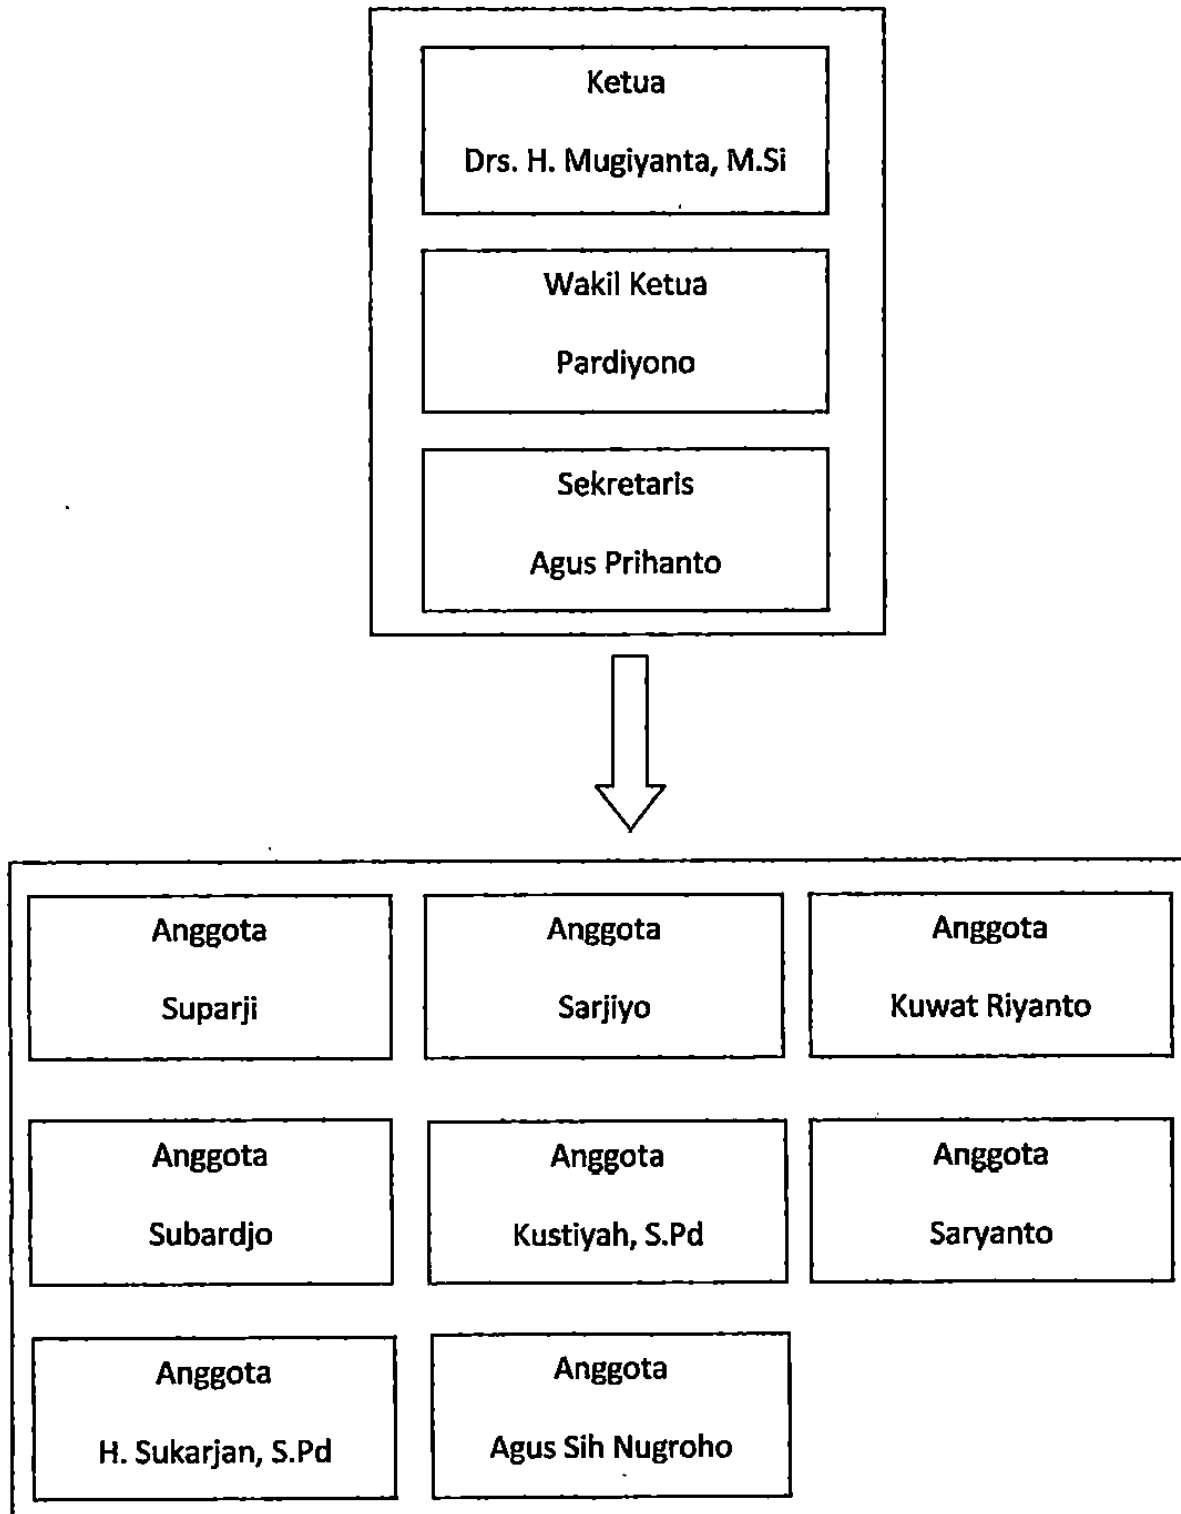 Ketua
Drs. H. Mugiyanta, M.Si
Wakil Ketua
Pardiyono
Sekretaris
Agus Prihanto
Anggota
Suparji
Anggota
Sarjiyo
Anggota
Kuwat Riyanto
Anggota
Subardjo
Anggota
Kustiyah, S.Pd
Anggota
Saryanto
Anggota
H. Sukarjan, S.Pd
Anggota
Agus Sih Nugroho